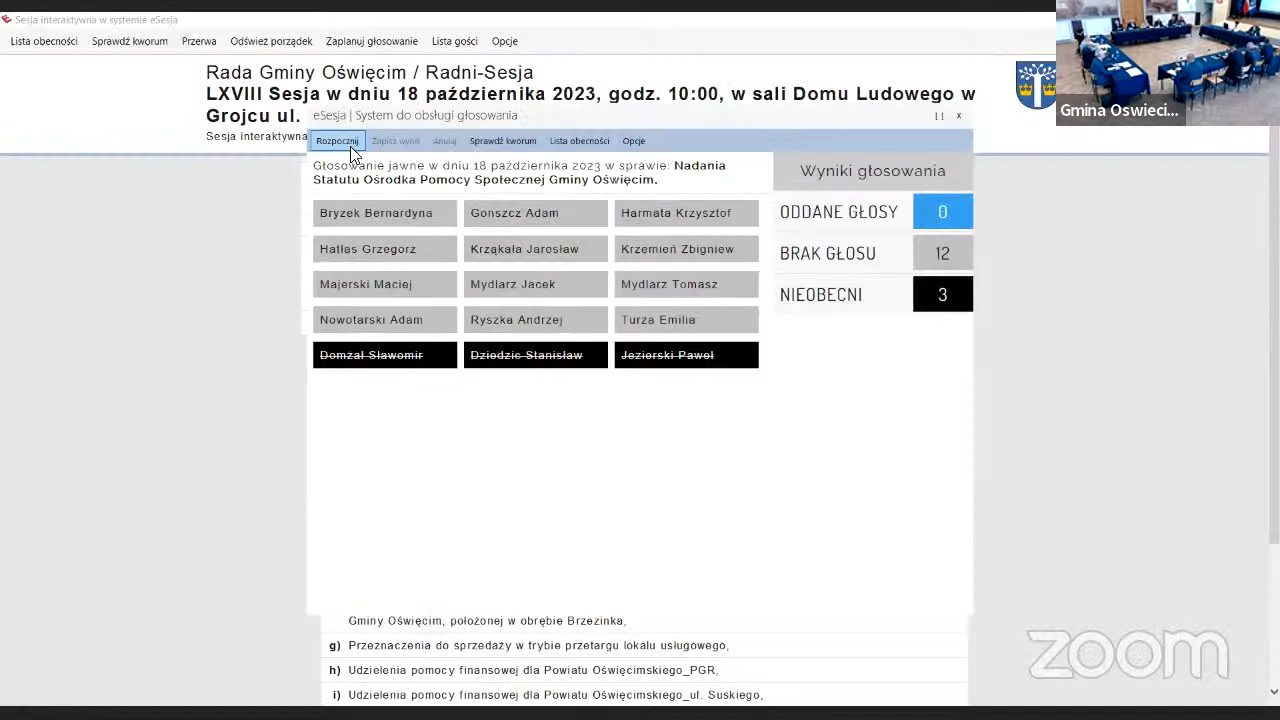 Sesja interaktywna w systemie eSesja
Lista obecności Sprawdź kworum Przerwa Odśwież porządek Zaplanuj głosowanie Lista gości Opcje
Rada Gminy Oświęcim / Radni-Sesja
LXVIII Sesja w dniu 18 października 2023, godz. 10:00, w sali Domu Ludowego w
Grojcu ul.
Sesja interaktywna
Gmina Oswieci...
eSesja | System do obsługi głosowania
Rozpocznij Zapisz wynik Anuluj Sprawdź kworum Lista obecności Opcje
Głosowanie jawne w dniu 18 października 2023 w sprawie: Nadania
Statutu Ośrodka Pomocy Społecznej Gminy Oświęcim.
Wyniki głosowania
Bryzek Bernardyna Gonszcz Adam Harmata Krzysztof
ODDANE GŁOSY 0
Hatłas Grzegorz Krząkała Jarosław Krzemień Zbigniew
BRAK GŁOSU 12
Majerski Maciej Mydlarz Jacek Mydlarz Tomasz
NIEOBECNI 3
Nowotarski Adam Ryszka Andrzej Turza Emilia
Domżał Sławomir Dziedzic Stanisław Jezierski Paweł
Gminy Oświęcim, położonej w obrębie Brzezinka,
g) Przeznaczenia do sprzedaży w trybie przetargu lokalu usługowego,
h) Udzielenia pomocy finansowej dla Powiatu Oświęcimskiego_PGR,
i) Udzielenia pomocy finansowej dla Powiatu Oświęcimskiego_ul. Suskiego,
zoom